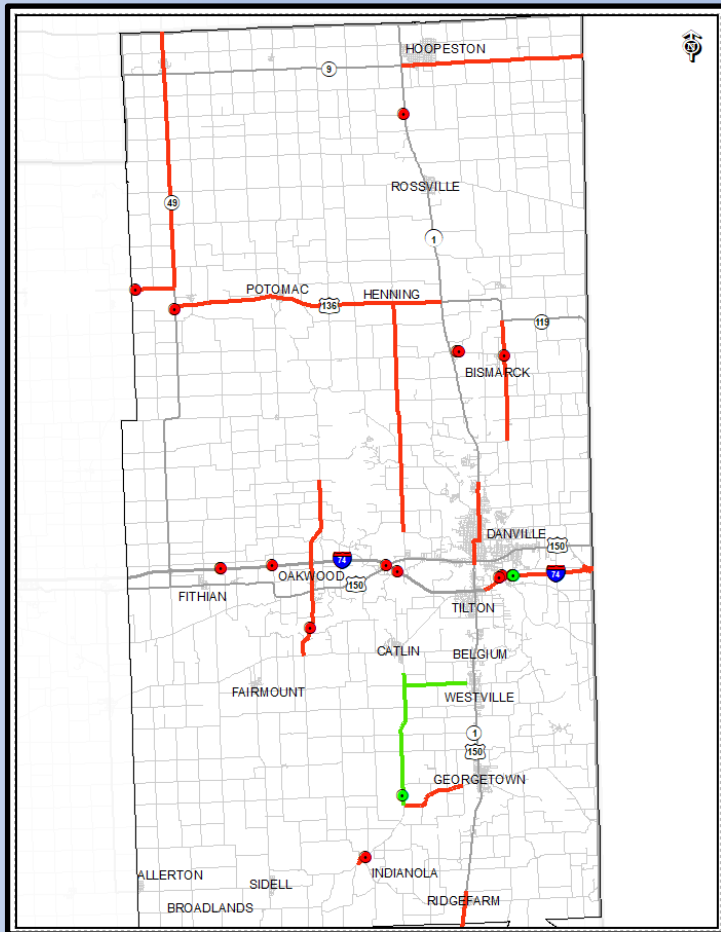 HOOPESTON
N
9
ROSSVILLE
49
1
POTOMAC
HENNING
136
119
BISMARCK
DANVILLE
150
74
OAKWOOD
150
74
FITHIAN
TILTON
CATLIN
BELGIUM
FAIRMOUNT
WESTVILLE
1
150
GEORGETOWN
ALLERTON
INDIANOLA
SIDELL
BROADLANDS
RIDGEFARM